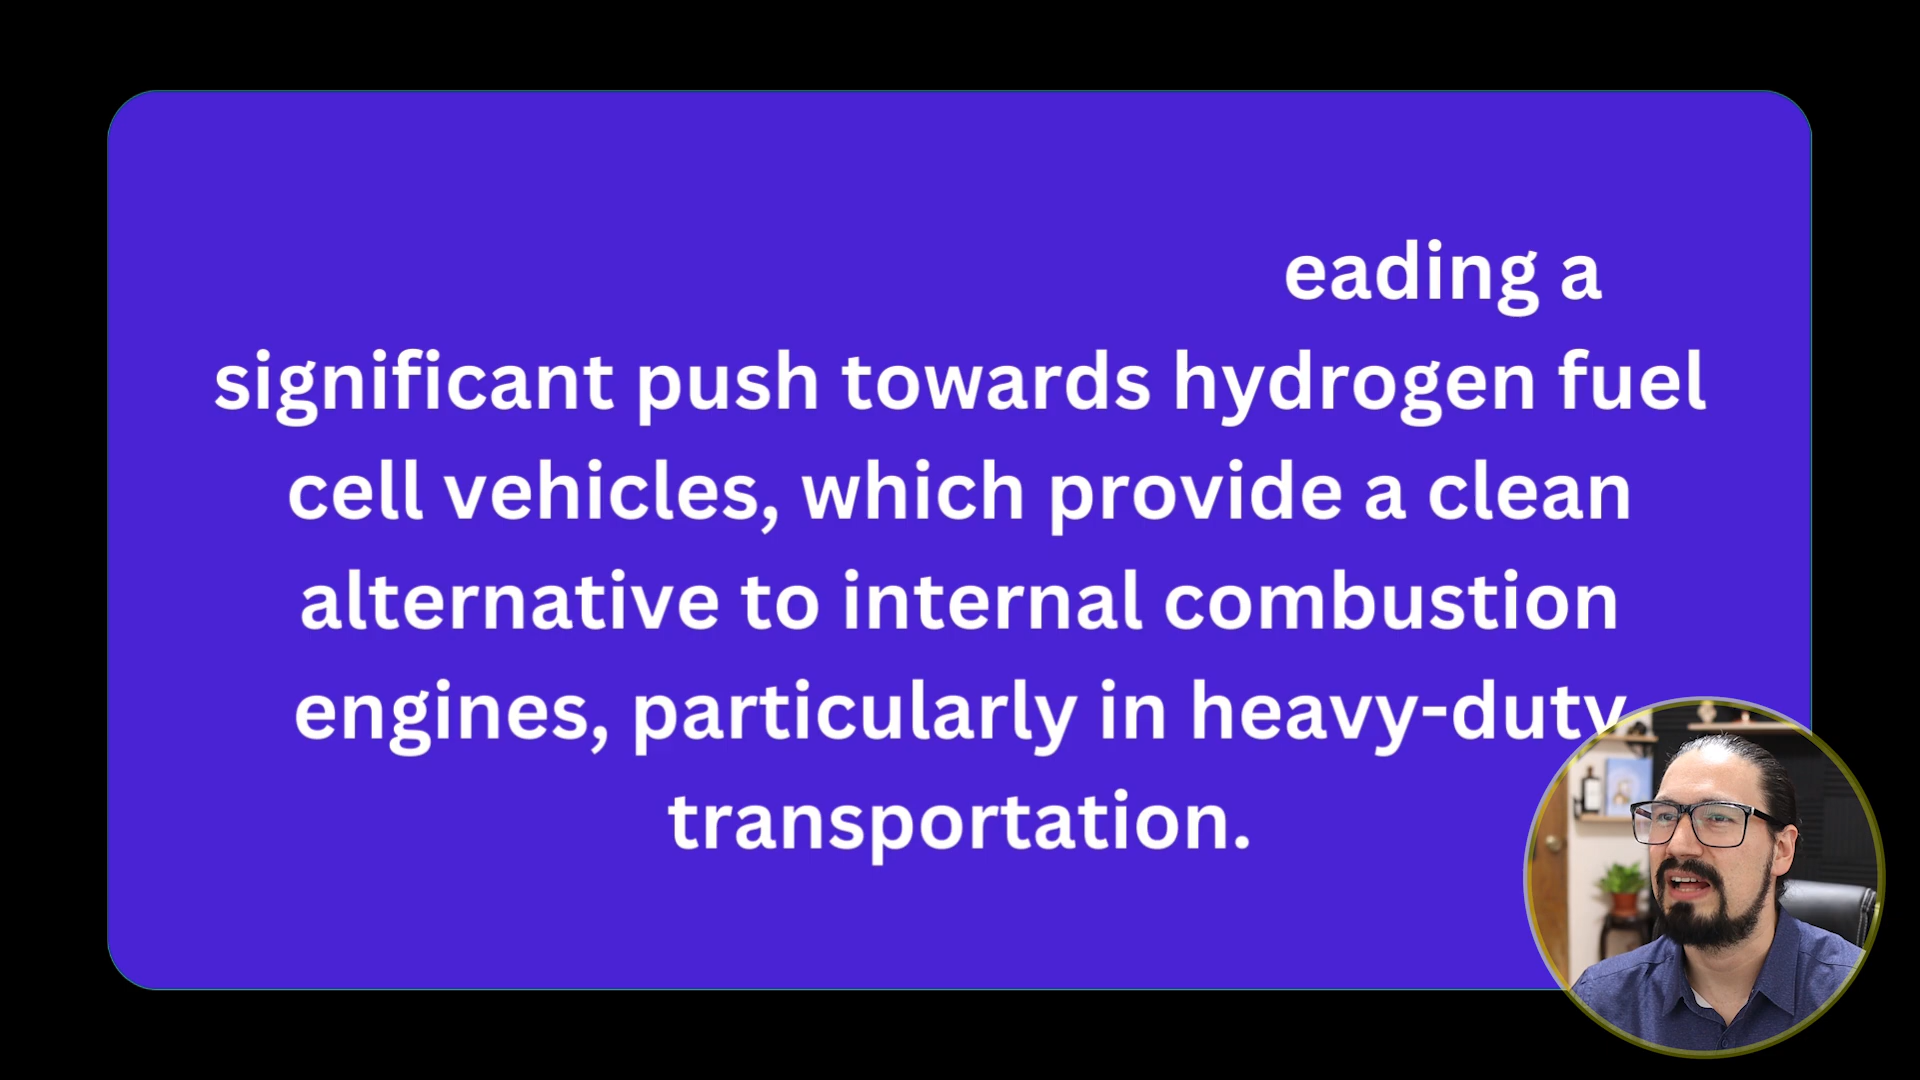 eading a
significant push towards hydrogen fuel
cell vehicles, which provide a clean
alternative to internal combustion
engines, particularly in heavy-duty
transportation.